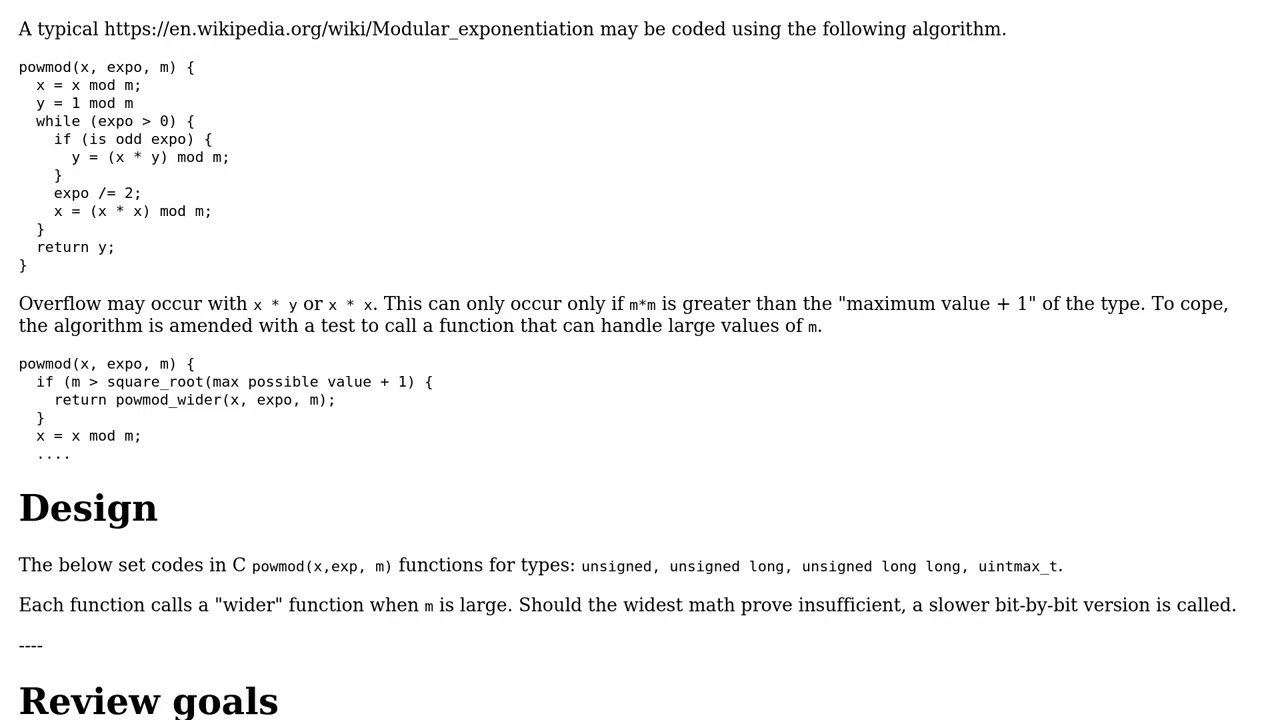 A typical https://en.wikipedia.org/wiki/Modular_exponentiation may be coded using the following algorithm.
powmod(x, expo, m) {
  x = x mod m;
  y = 1 mod m
  while (expo > 0) {
    if (is odd expo) {
      y = (x * y) mod m;
    }
    expo /= 2;
    x = (x * x) mod m;
  }
  return y;
}
Overflow may occur with x * y or x * x. This can only occur only if m*m is greater than the "maximum value + 1" of the type. To cope,
the algorithm is amended with a test to call a function that can handle large values of m.
powmod(x, expo, m) {
  if (m > square_root(max possible value + 1) {
    return powmod_wider(x, expo, m);
  }
  x = x mod m;
  ....
Design
The below set codes in C powmod(x,exp, m) functions for types: unsigned, unsigned long, unsigned long long, uintmax_t.
Each function calls a "wider" function when m is large. Should the widest math prove insufficient, a slower bit-by-bit version is called.
----
Review goals